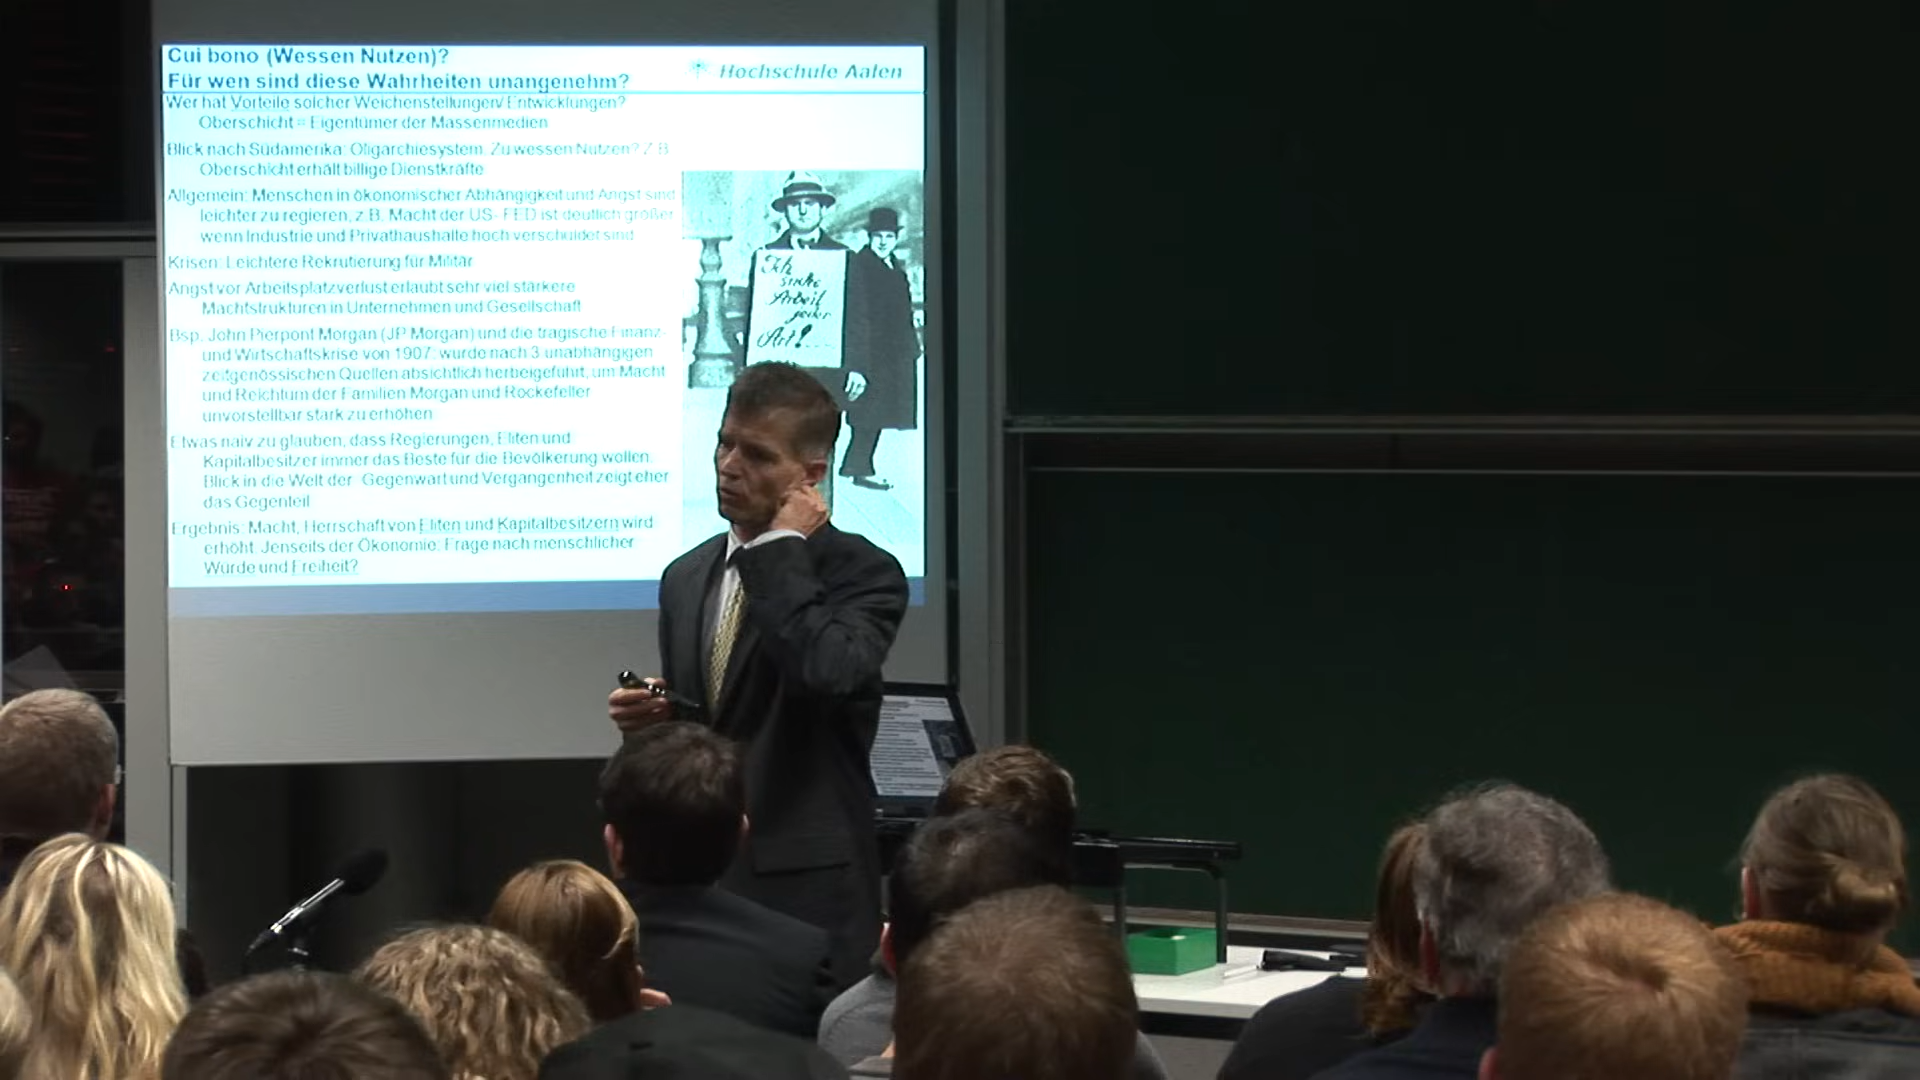 Cui bono (Wessen Nutzen)?
Für wen sind diese Wahrheiten unangenehm?
Hochschule Aalen
Wer hat Vorteile solcher Weichenstellungen/ Entwicklungen?
Oberschicht = Eigentümer der Massenmedien
Blick nach Südamerika: Oligarchiesystem. Zu wessen Nutzen? Z.B.
Oberschicht erhält billige Dienstkräfte
Allgemein: Menschen in ökonomischer Abhängigkeit und Angst sind
leichter zu regieren, z.B. Macht der US- FED ist deutlich größer
wenn Industrie und Privathaushalte hoch verschuldet sind
Krisen: Leichtere Rekrutierung für Militär
Angst vor Arbeitsplatzverlust erlaubt sehr viel stärkere
Machtstrukturen in Unternehmen und Gesellschaft
Bsp. John Pierpont Morgan (JP Morgan) und die tragische Finanz-
und Wirtschaftskrise von 1907: wurde nach 3 unabhängigen
zeitgenössischen Quellen absichtlich herbeigeführt, um Macht
und Reichtum der Familien Morgan und Rockefeller
unvorstellbar stark zu erhöhen.
Etwas naiv zu glauben, dass Regierungen, Eliten und
Kapitalbesitzer immer das Beste für die Bevölkerung wollen.
Blick in die Welt der Gegenwart und Vergangenheit zeigt eher
das Gegenteil
Ergebnis: Macht, Herrschaft von Eliten und Kapitalbesitzern wird
erhöht. Jenseits der Ökonomie: Frage nach menschlicher
Würde und Freiheit?
Ich
suche
Arbeit
jeder
Art!